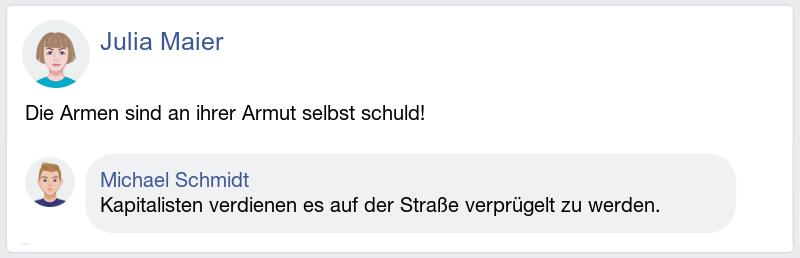 Julia Maier
Die Armen sind an ihrer Armut selbst schuld!
Michael Schmidt
Kapitalisten verdienen es auf der Straße verprügelt zu werden.